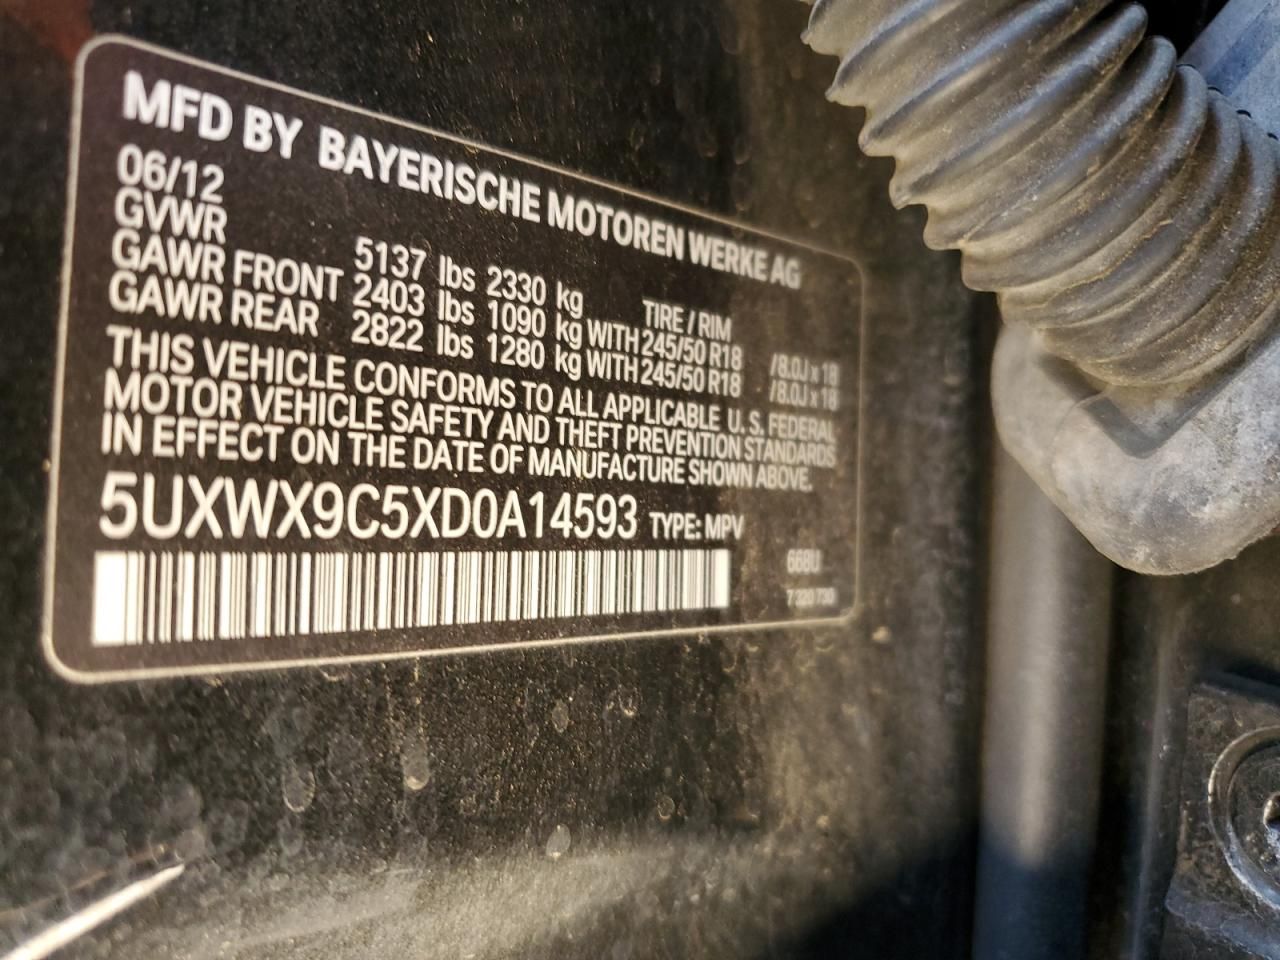 MFD BY BAYERISCHE MOTOREN WERKE AG
06/12
GVWR 5137 lbs 2330 kg TIRE / RIM
GAWR FRONT 2403 lbs 1090 kg WITH 245/50 R18 /8.0J x 18
GAWR REAR 2822 lbs 1280 kg WITH 245/50 R18 /8.0J x 18
THIS VEHICLE CONFORMS TO ALL APPLICABLE U. S. FEDERAL
MOTOR VEHICLE SAFETY AND THEFT PREVENTION STANDARDS
IN EFFECT ON THE DATE OF MANUFACTURE SHOWN ABOVE.
5UXWX9C5XD0A14593 TYPE: MPV
668U
7 320 730